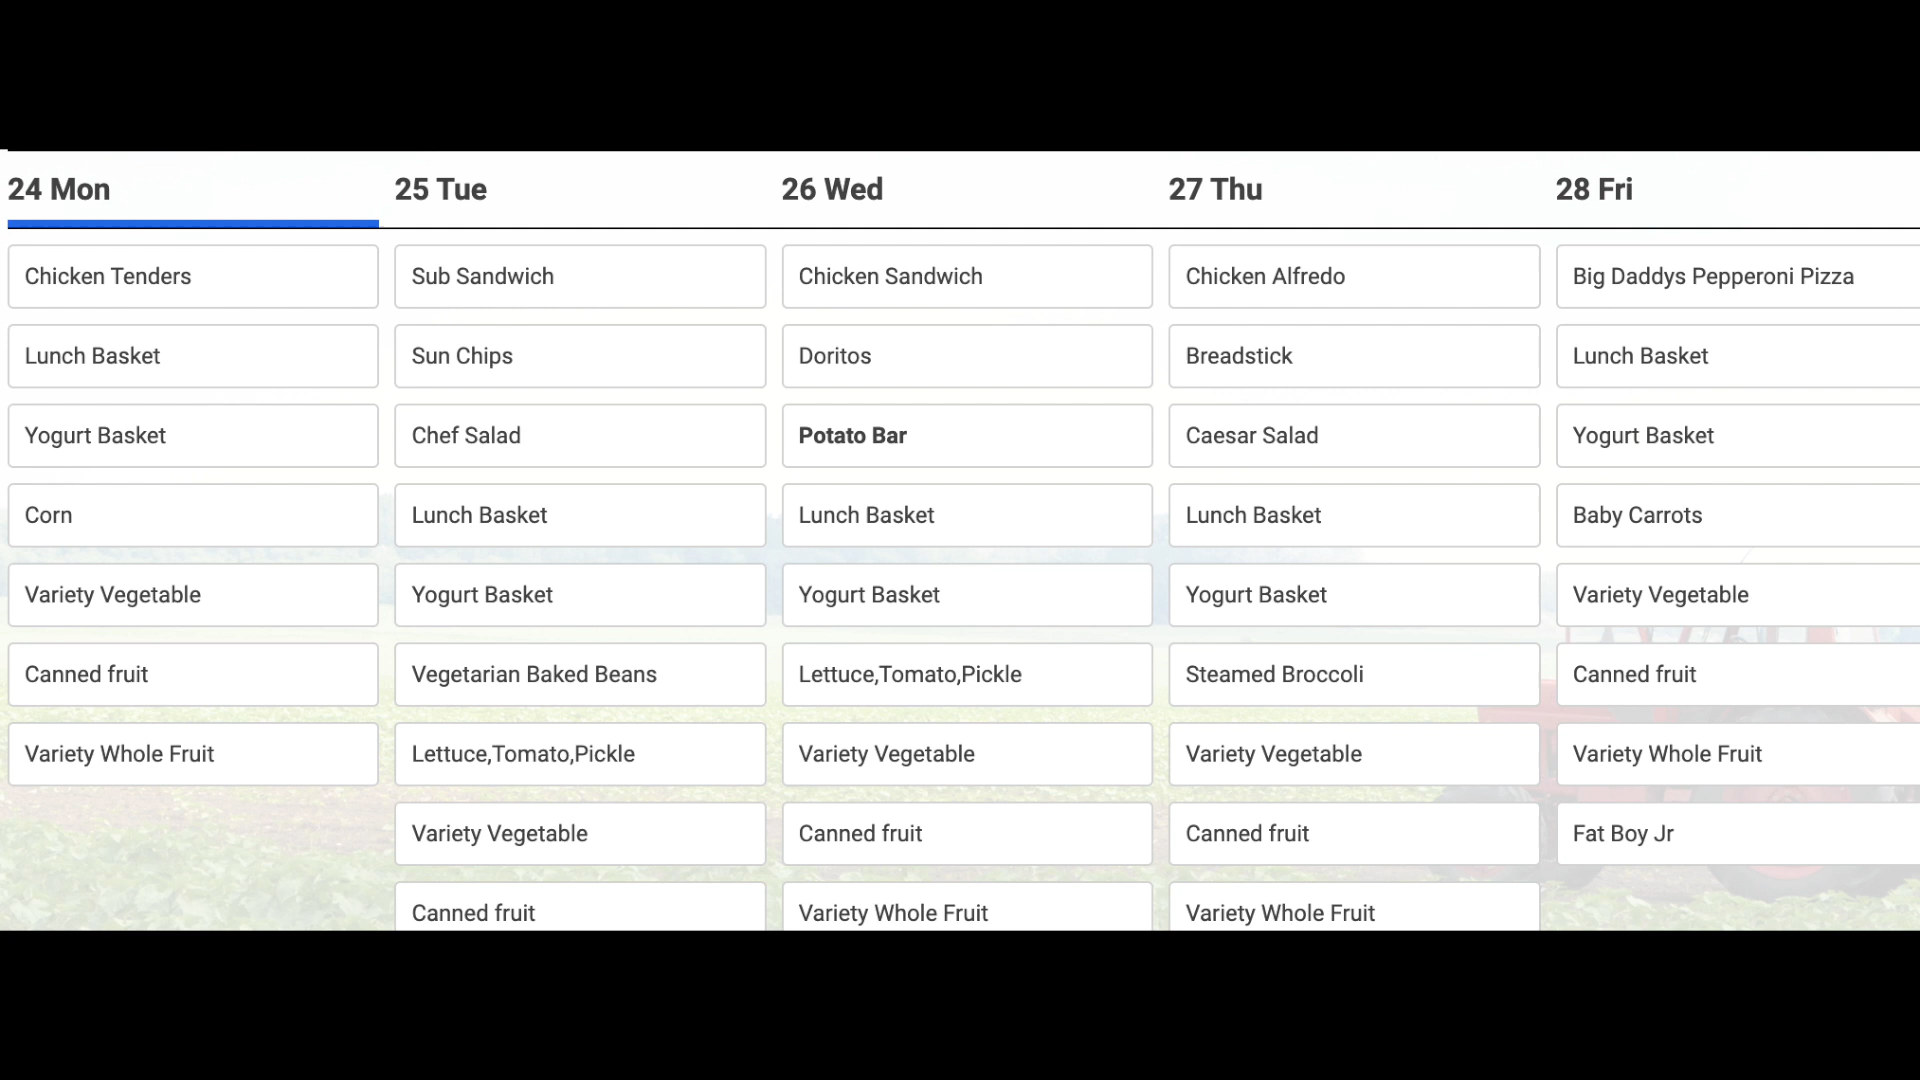 24 Mon
Chicken Tenders
Lunch Basket
Yogurt Basket
Corn
Variety Vegetable
Canned fruit
Variety Whole Fruit
25 Tue
Sub Sandwich
Sun Chips
Chef Salad
Lunch Basket
Yogurt Basket
Vegetarian Baked Beans
Lettuce,Tomato,Pickle
Variety Vegetable
Canned fruit
26 Wed
Chicken Sandwich
Doritos
Potato Bar
Lunch Basket
Yogurt Basket
Lettuce,Tomato,Pickle
Variety Vegetable
Canned fruit
Variety Whole Fruit
27 Thu
Chicken Alfredo
Breadstick
Caesar Salad
Lunch Basket
Yogurt Basket
Steamed Broccoli
Variety Vegetable
Canned fruit
Variety Whole Fruit
28 Fri
Big Daddys Pepperoni Pizza
Lunch Basket
Yogurt Basket
Baby Carrots
Variety Vegetable
Canned fruit
Variety Whole Fruit
Fat Boy Jr